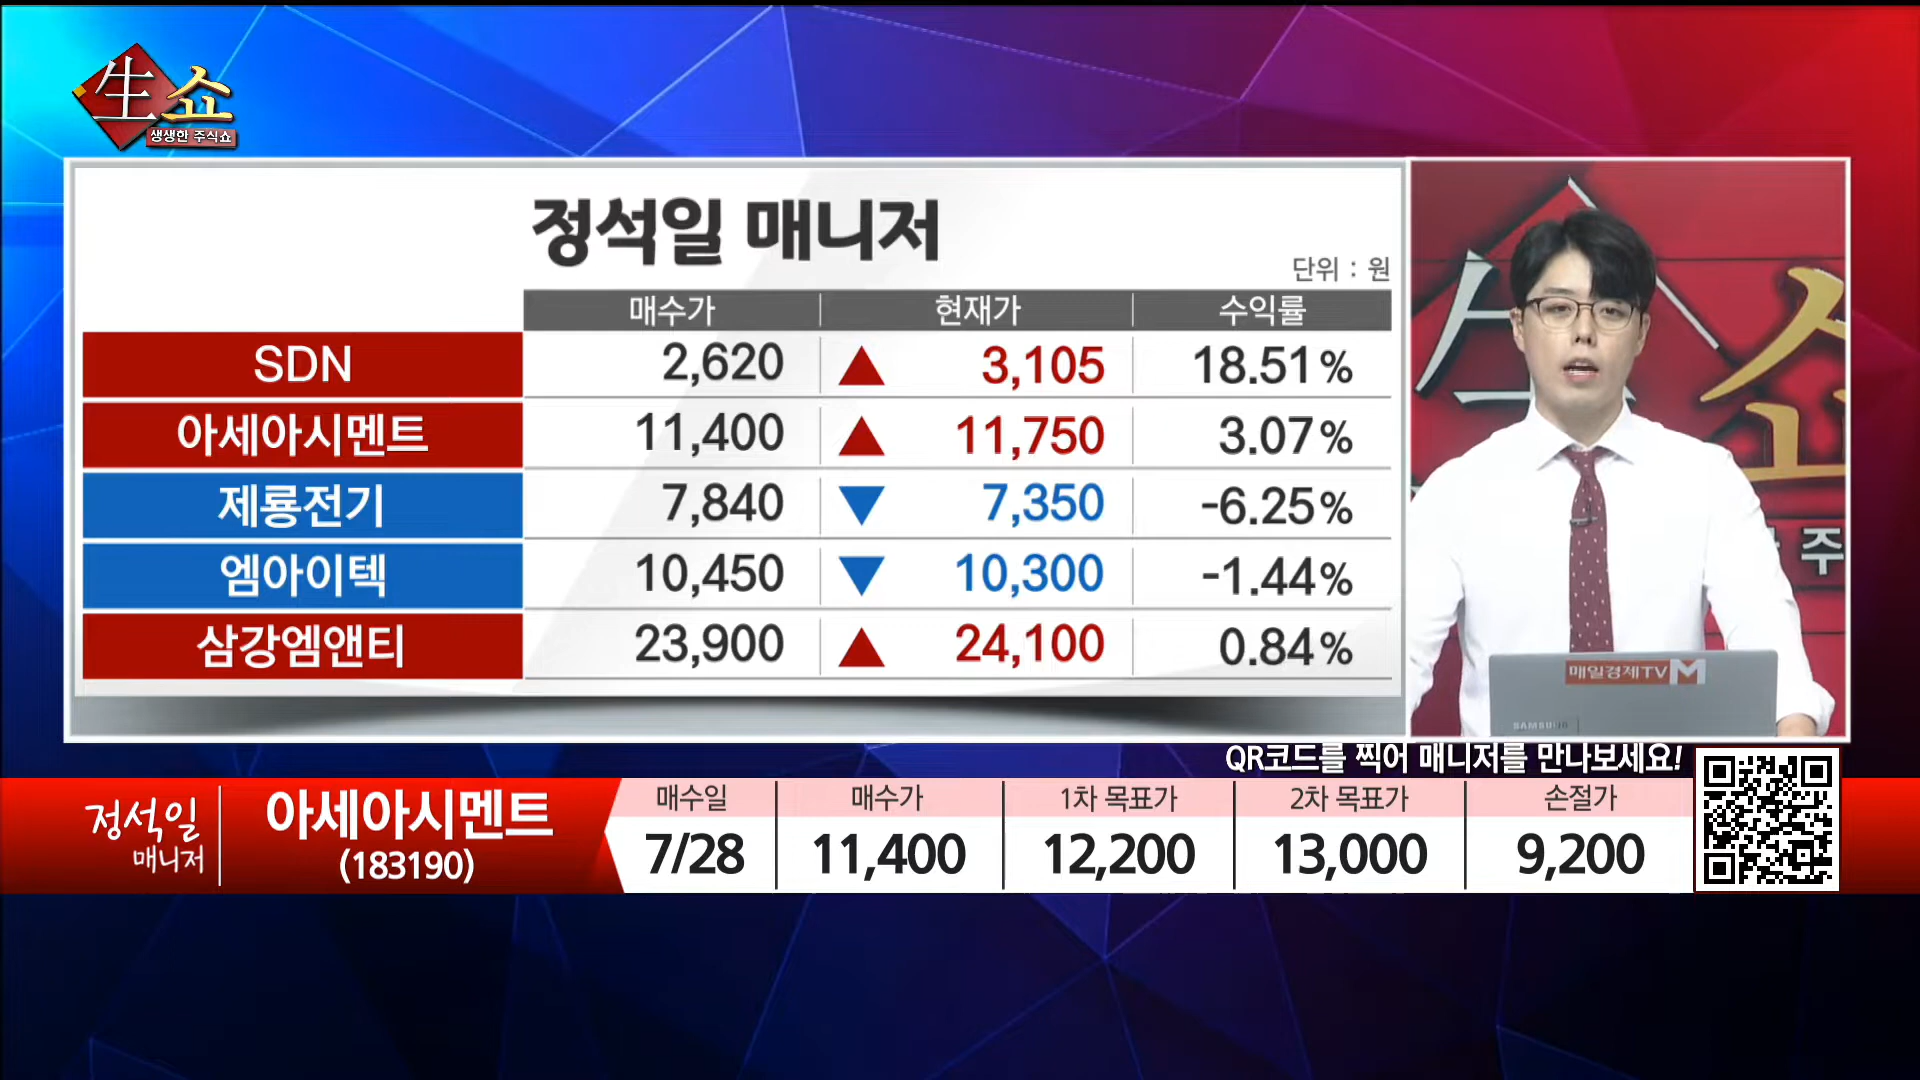 生쇼
생생한 주식쇼
정석일 매니저
단위 : 원
매수가 현재가 수익률
SDN 2,620 ▲ 3,105 18.51%
아세아시멘트 11,400 ▲ 11,750 3.07%
제룡전기 7,840 ▼ 7,350 -6.25%
엠아이텍 10,450 ▼ 10,300 -1.44%
삼강엠앤티 23,900 ▲ 24,100 0.84%
生쇼
주
매일경제TV M
SAMSUNG
QR코드를 찍어 매니저를 만나보세요!
정석일
매니저
아세아시멘트
(183190)
매수일 매수가 1차 목표가 2차 목표가 손절가
7/28 11,400 12,200 13,000 9,200